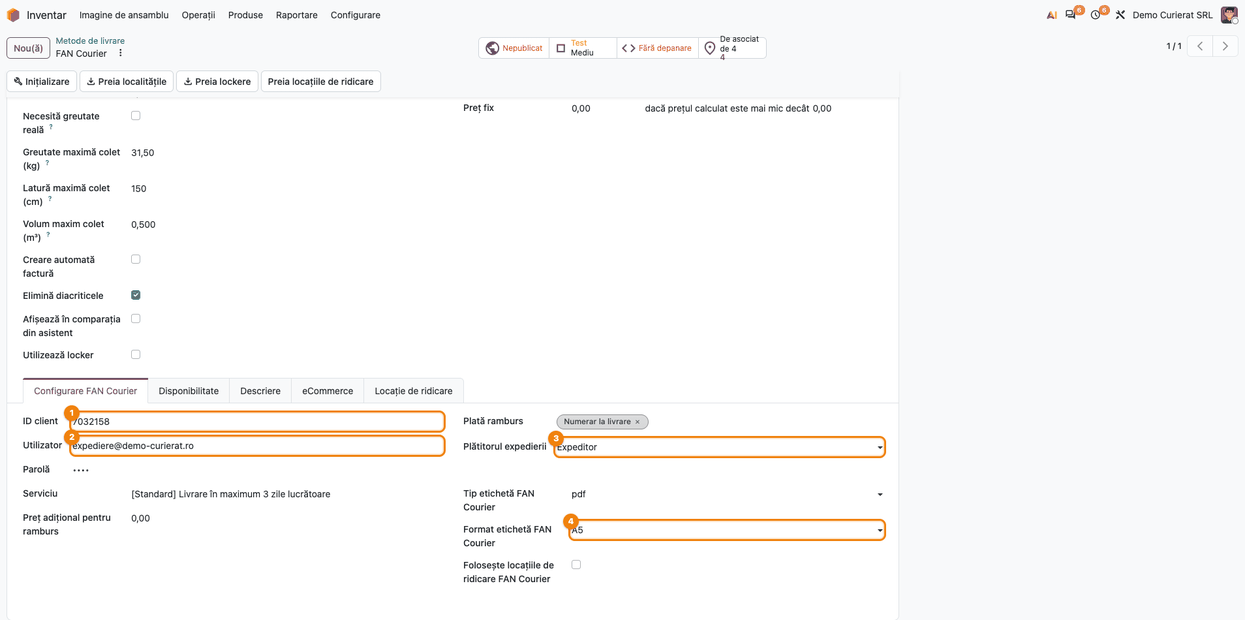 Inventar
Imagine de ansamblu
Operații
Produse
Raportare
Configurare
AI
6
6
Demo Curierat SRL
Nou(ă)
Metode de livrare
FAN Courier
Nepublicat
Test
Mediu
Fără depanare
De asociat
de 4
4
1 / 1
Inițializare
Preia localitățile
Preia lockere
Preia locațiile de ridicare
Necesită greutate
reală ?
Greutate maximă colet
(kg) ?
31,50
Latură maximă colet
(cm) ?
150
Volum maxim colet
(m³) ?
0,500
Creare automată
factură
Elimină diacriticele
Afișează în comparația
din asistent
Utilizează locker
Preț fix
0,00
dacă prețul calculat este mai mic decât 0,00
Configurare FAN Courier
Disponibilitate
Descriere
eCommerce
Locație de ridicare
1
ID client
7032158
2
Utilizator
expediere@demo-curierat.ro
Parolă
••••
Serviciu
[Standard] Livrare în maximum 3 zile lucrătoare
Preț adițional pentru
ramburs
0,00
Plată ramburs
Numerar la livrare ×
3
Plătitorul expedierii
Expeditor
Tip etichetă FAN
Courier
pdf
4
Format etichetă FAN
Courier
A5
Folosește locațiile de
ridicare FAN Courier